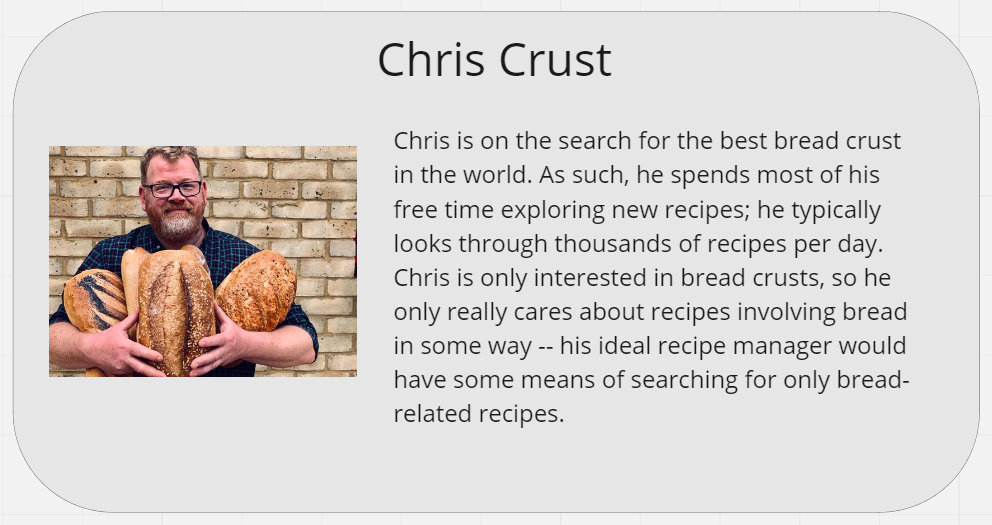 Chris Crust
Chris is on the search for the best bread crust
in the world. As such, he spends most of his
free time exploring new recipes; he typically
looks through thousands of recipes per day.
Chris is only interested in bread crusts, so he
only really cares about recipes involving bread
in some way -- his ideal recipe manager would
have some means of searching for only bread-
related recipes.